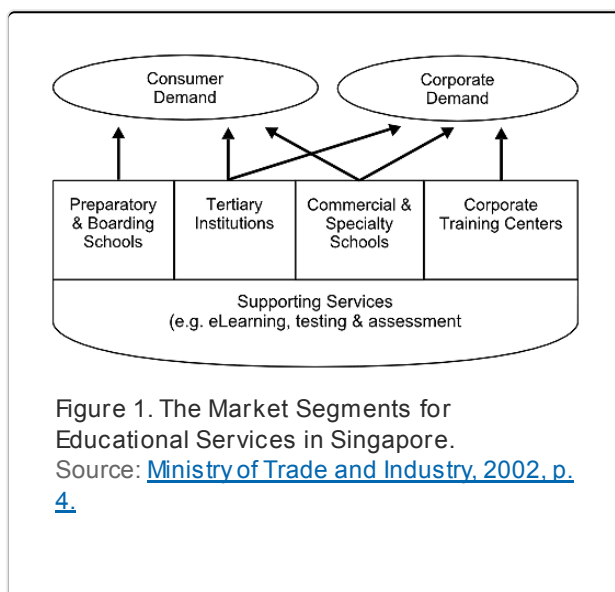 Consumer
Demand
Corporate
Demand
Preparatory
& Boarding
Schools
Tertiary
Institutions
Commercial &
Specialty
Schools
Corporate
Training Centers
Supporting Services
(e.g. eLearning, testing & assessment
Figure 1. The Market Segments for
Educational Services in Singapore.
Source: Ministry of Trade and Industry, 2002, p.
4.